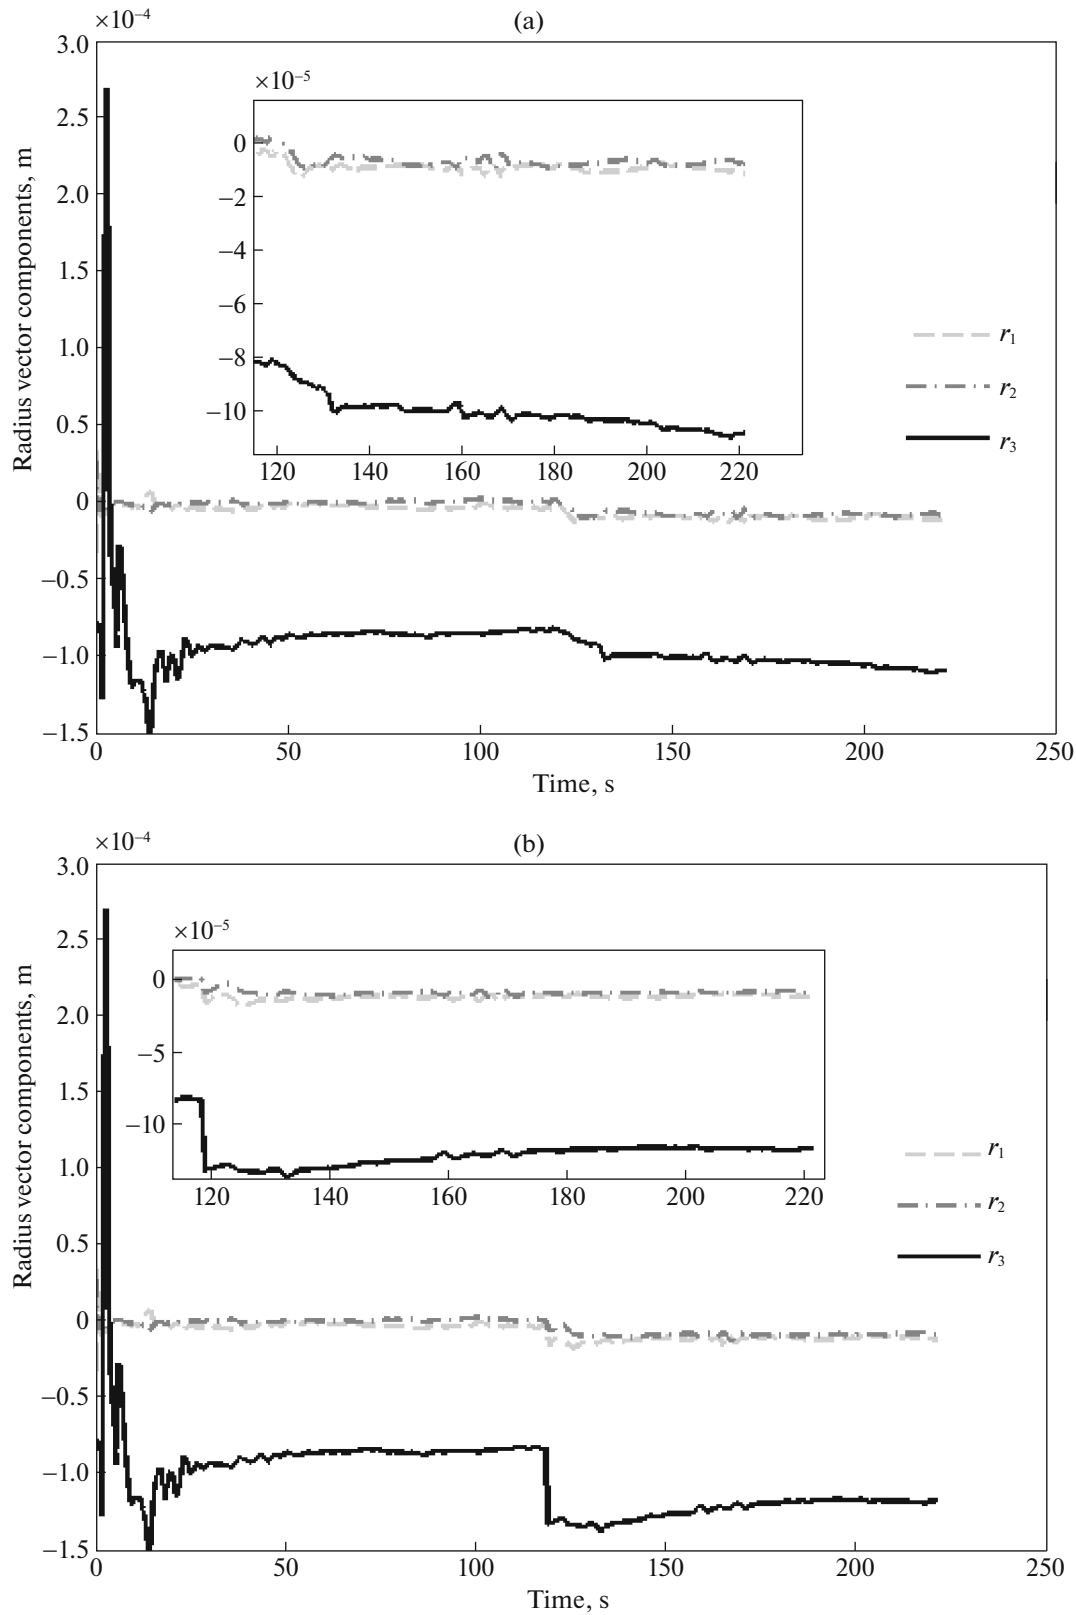 ×10⁻⁴
(a)
3.0
2.5
2.0
1.5
1.0
0.5
0
−0.5
−1.0
−1.5
Radius vector components, m
×10⁻⁵
0
−2
−4
−6
−8
−10
120 140 160 180 200 220
r₁
r₂
r₃
0 50 100 150 200 250
Time, s
×10⁻⁴
(b)
3.0
2.5
2.0
1.5
1.0
0.5
0
−0.5
−1.0
−1.5
Radius vector components, m
×10⁻⁵
0
−5
−10
120 140 160 180 200 220
r₁
r₂
r₃
0 50 100 150 200 250
Time, s